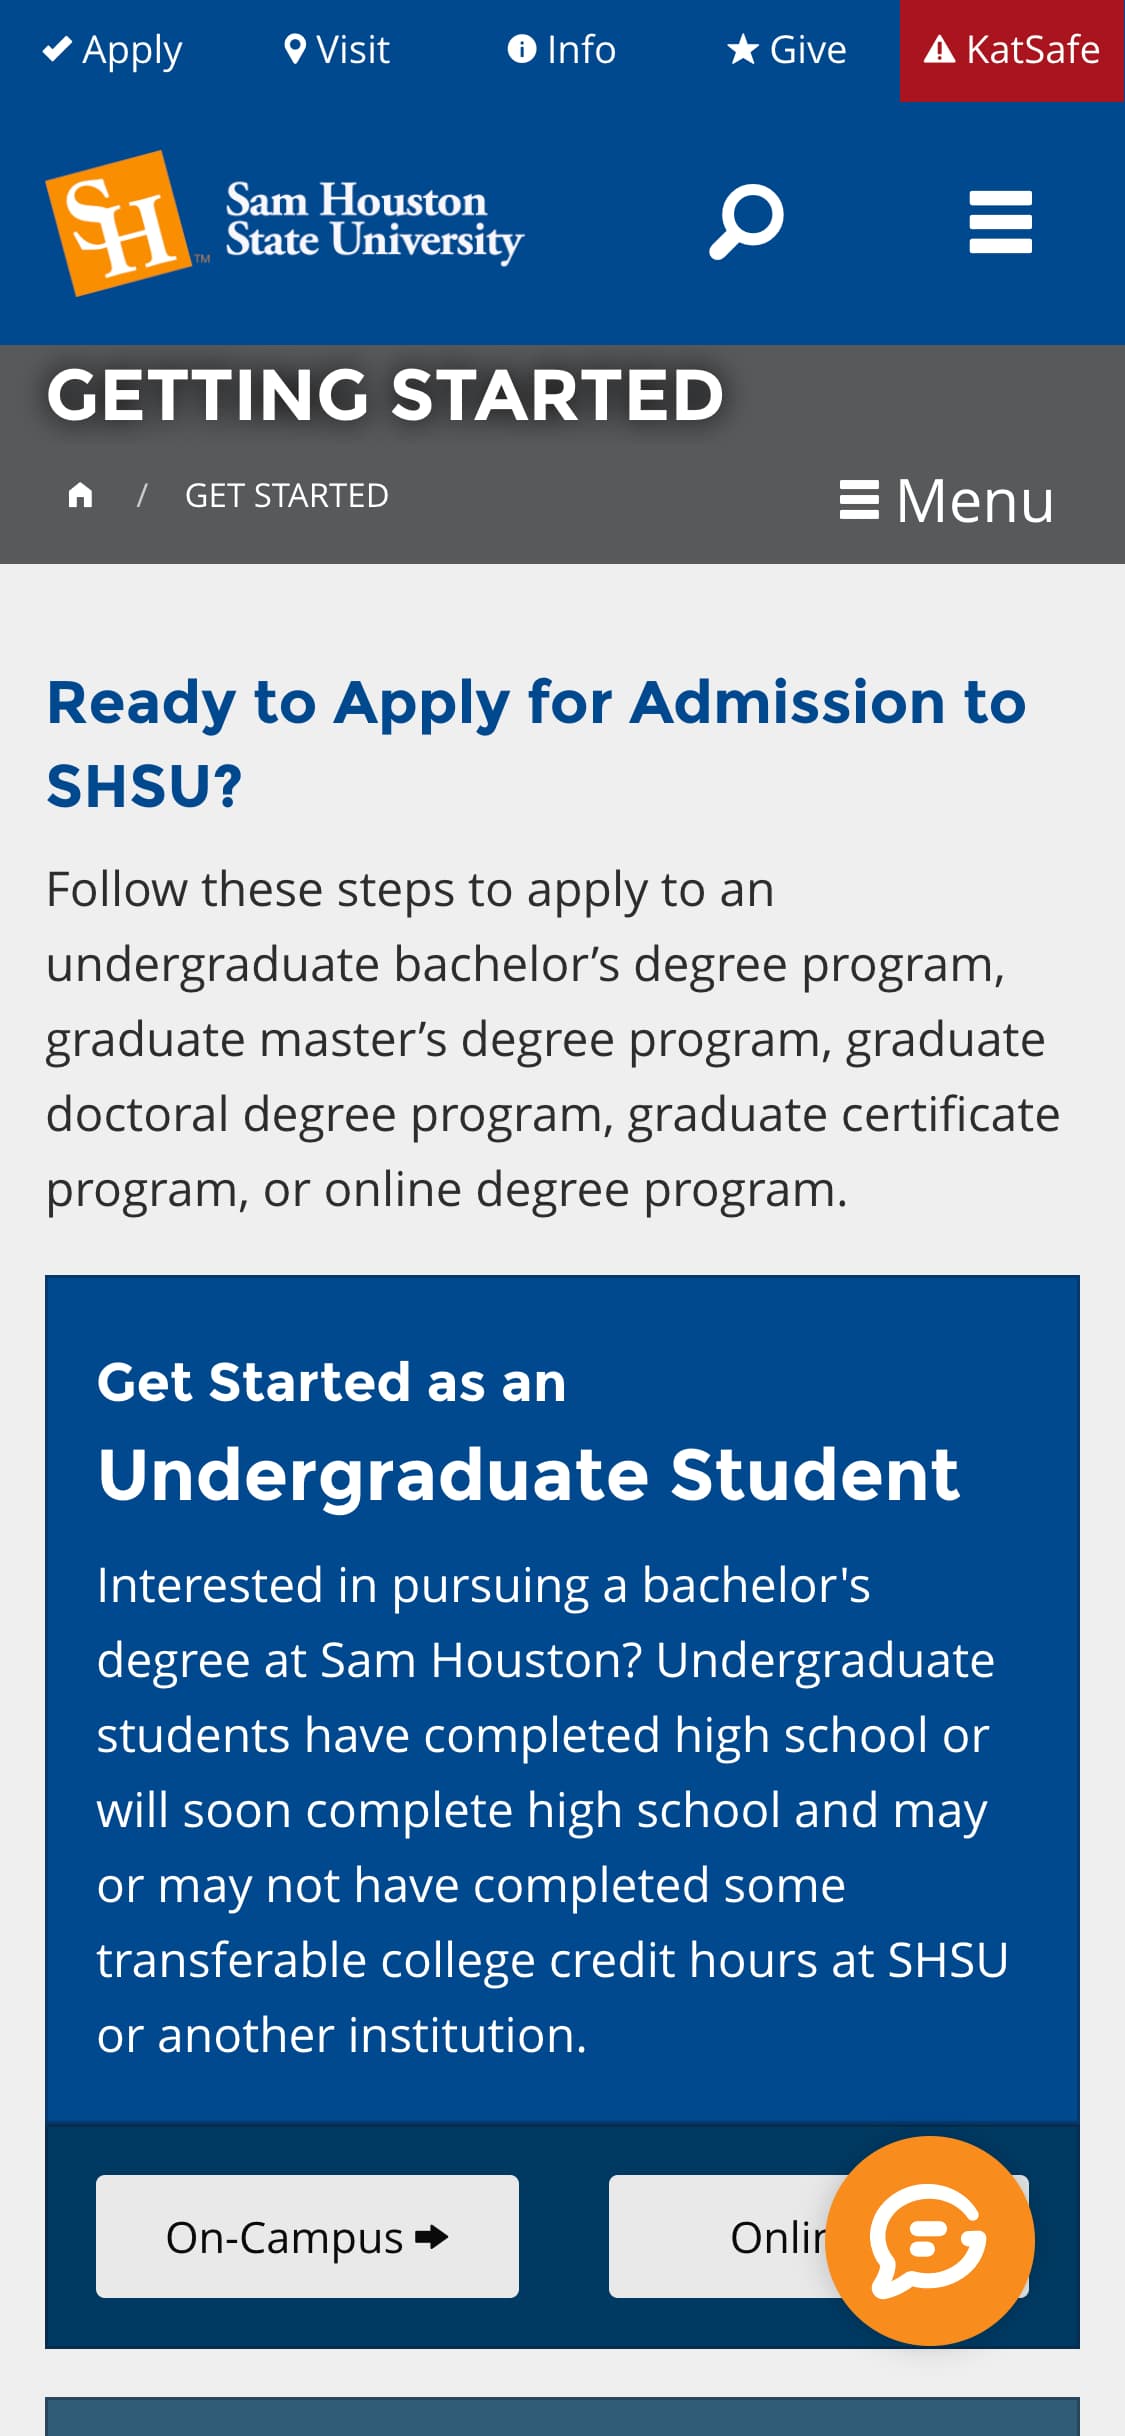 Apply Visit Info Give KatSafe
SH
TM
Sam Houston
State University
GETTING STARTED
/ GET STARTED
Menu
Ready to Apply for Admission to
SHSU?
Follow these steps to apply to an
undergraduate bachelor’s degree program,
graduate master’s degree program, graduate
doctoral degree program, graduate certificate
program, or online degree program.
Get Started as an
Undergraduate Student
Interested in pursuing a bachelor's
degree at Sam Houston? Undergraduate
students have completed high school or
will soon complete high school and may
or may not have completed some
transferable college credit hours at SHSU
or another institution.
On-Campus